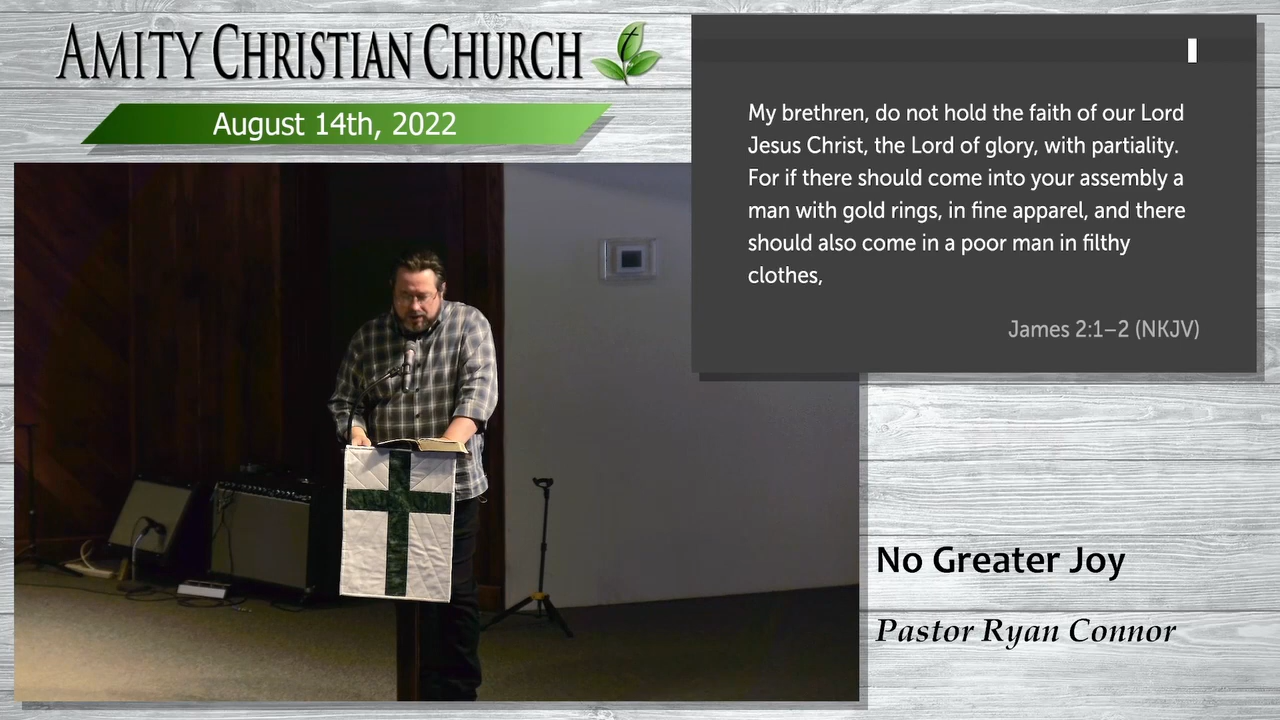 AMITY CHRISTIAN CHURCH
August 14th, 2022
My brethren, do not hold the faith of our Lord
Jesus Christ, the Lord of glory, with partiality.
For if there should come into your assembly a
man with gold rings, in fine apparel, and there
should also come in a poor man in filthy
clothes,
James 2:1–2 (NKJV)
No Greater Joy
Pastor Ryan Connor